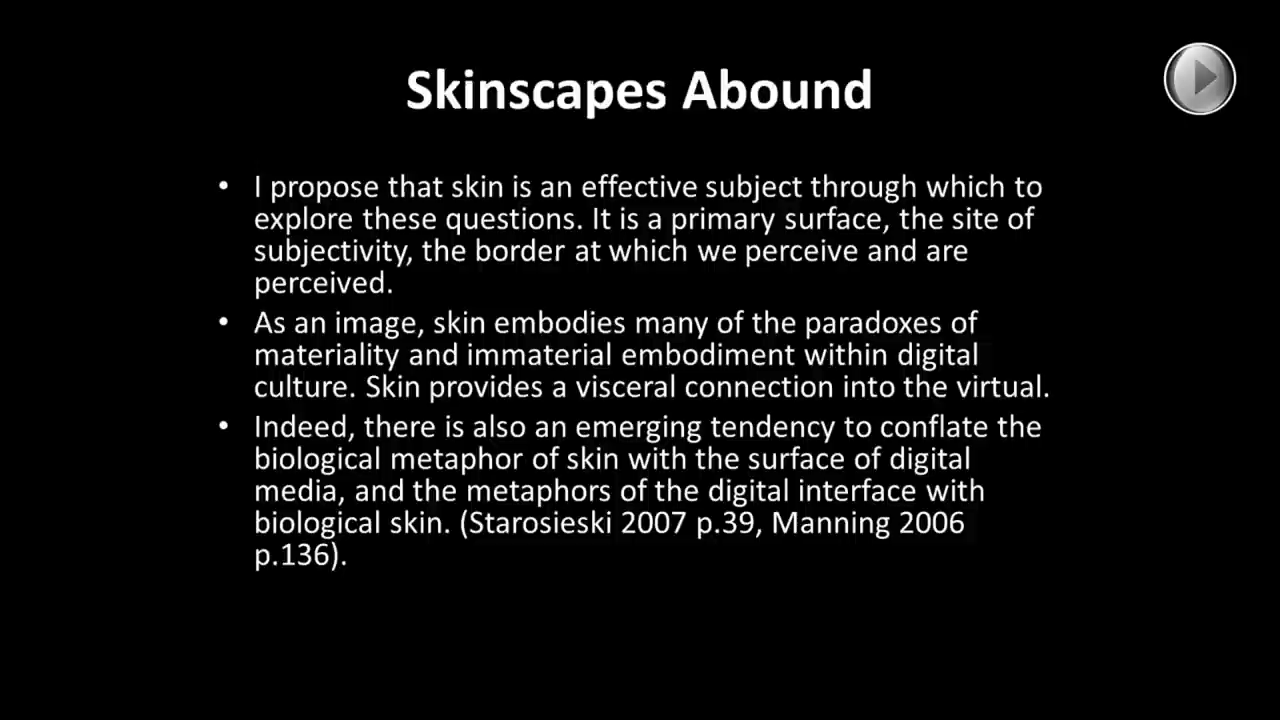 Skinscapes Abound
• I propose that skin is an effective subject through which to
explore these questions. It is a primary surface, the site of
subjectivity, the border at which we perceive and are
perceived.
• As an image, skin embodies many of the paradoxes of
materiality and immaterial embodiment within digital
culture. Skin provides a visceral connection into the virtual.
• Indeed, there is also an emerging tendency to conflate the
biological metaphor of skin with the surface of digital
media, and the metaphors of the digital interface with
biological skin. (Starosieski 2007 p.39, Manning 2006
p.136).